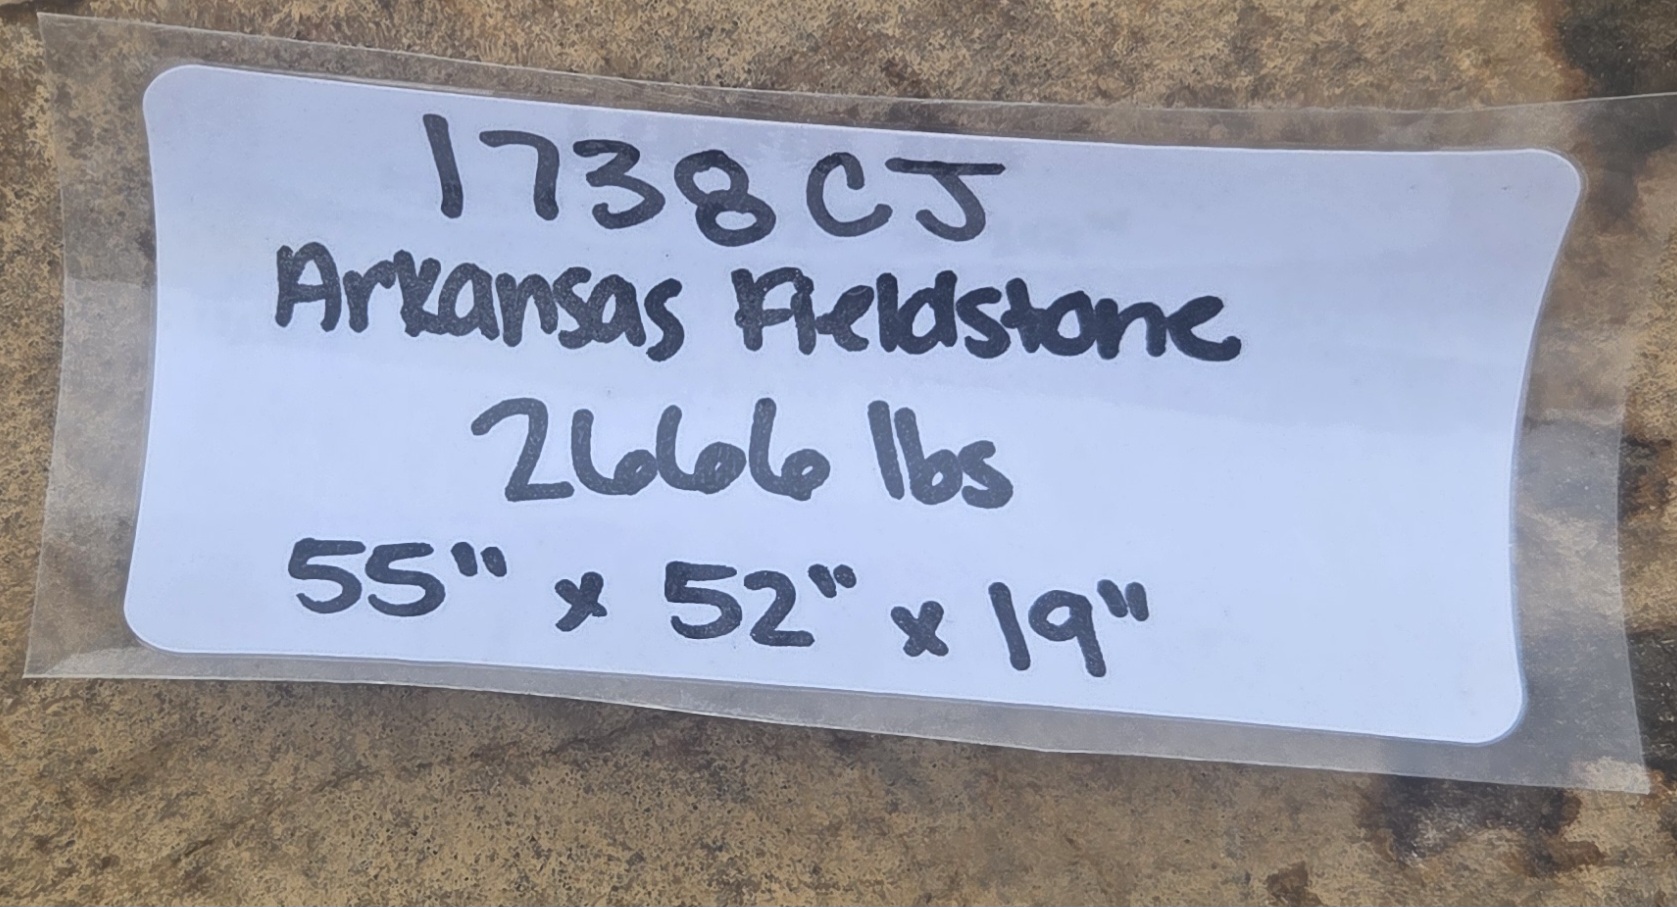 1738 CJ
Arkansas Fieldstone
2666 lbs
55" x 52" x 19"